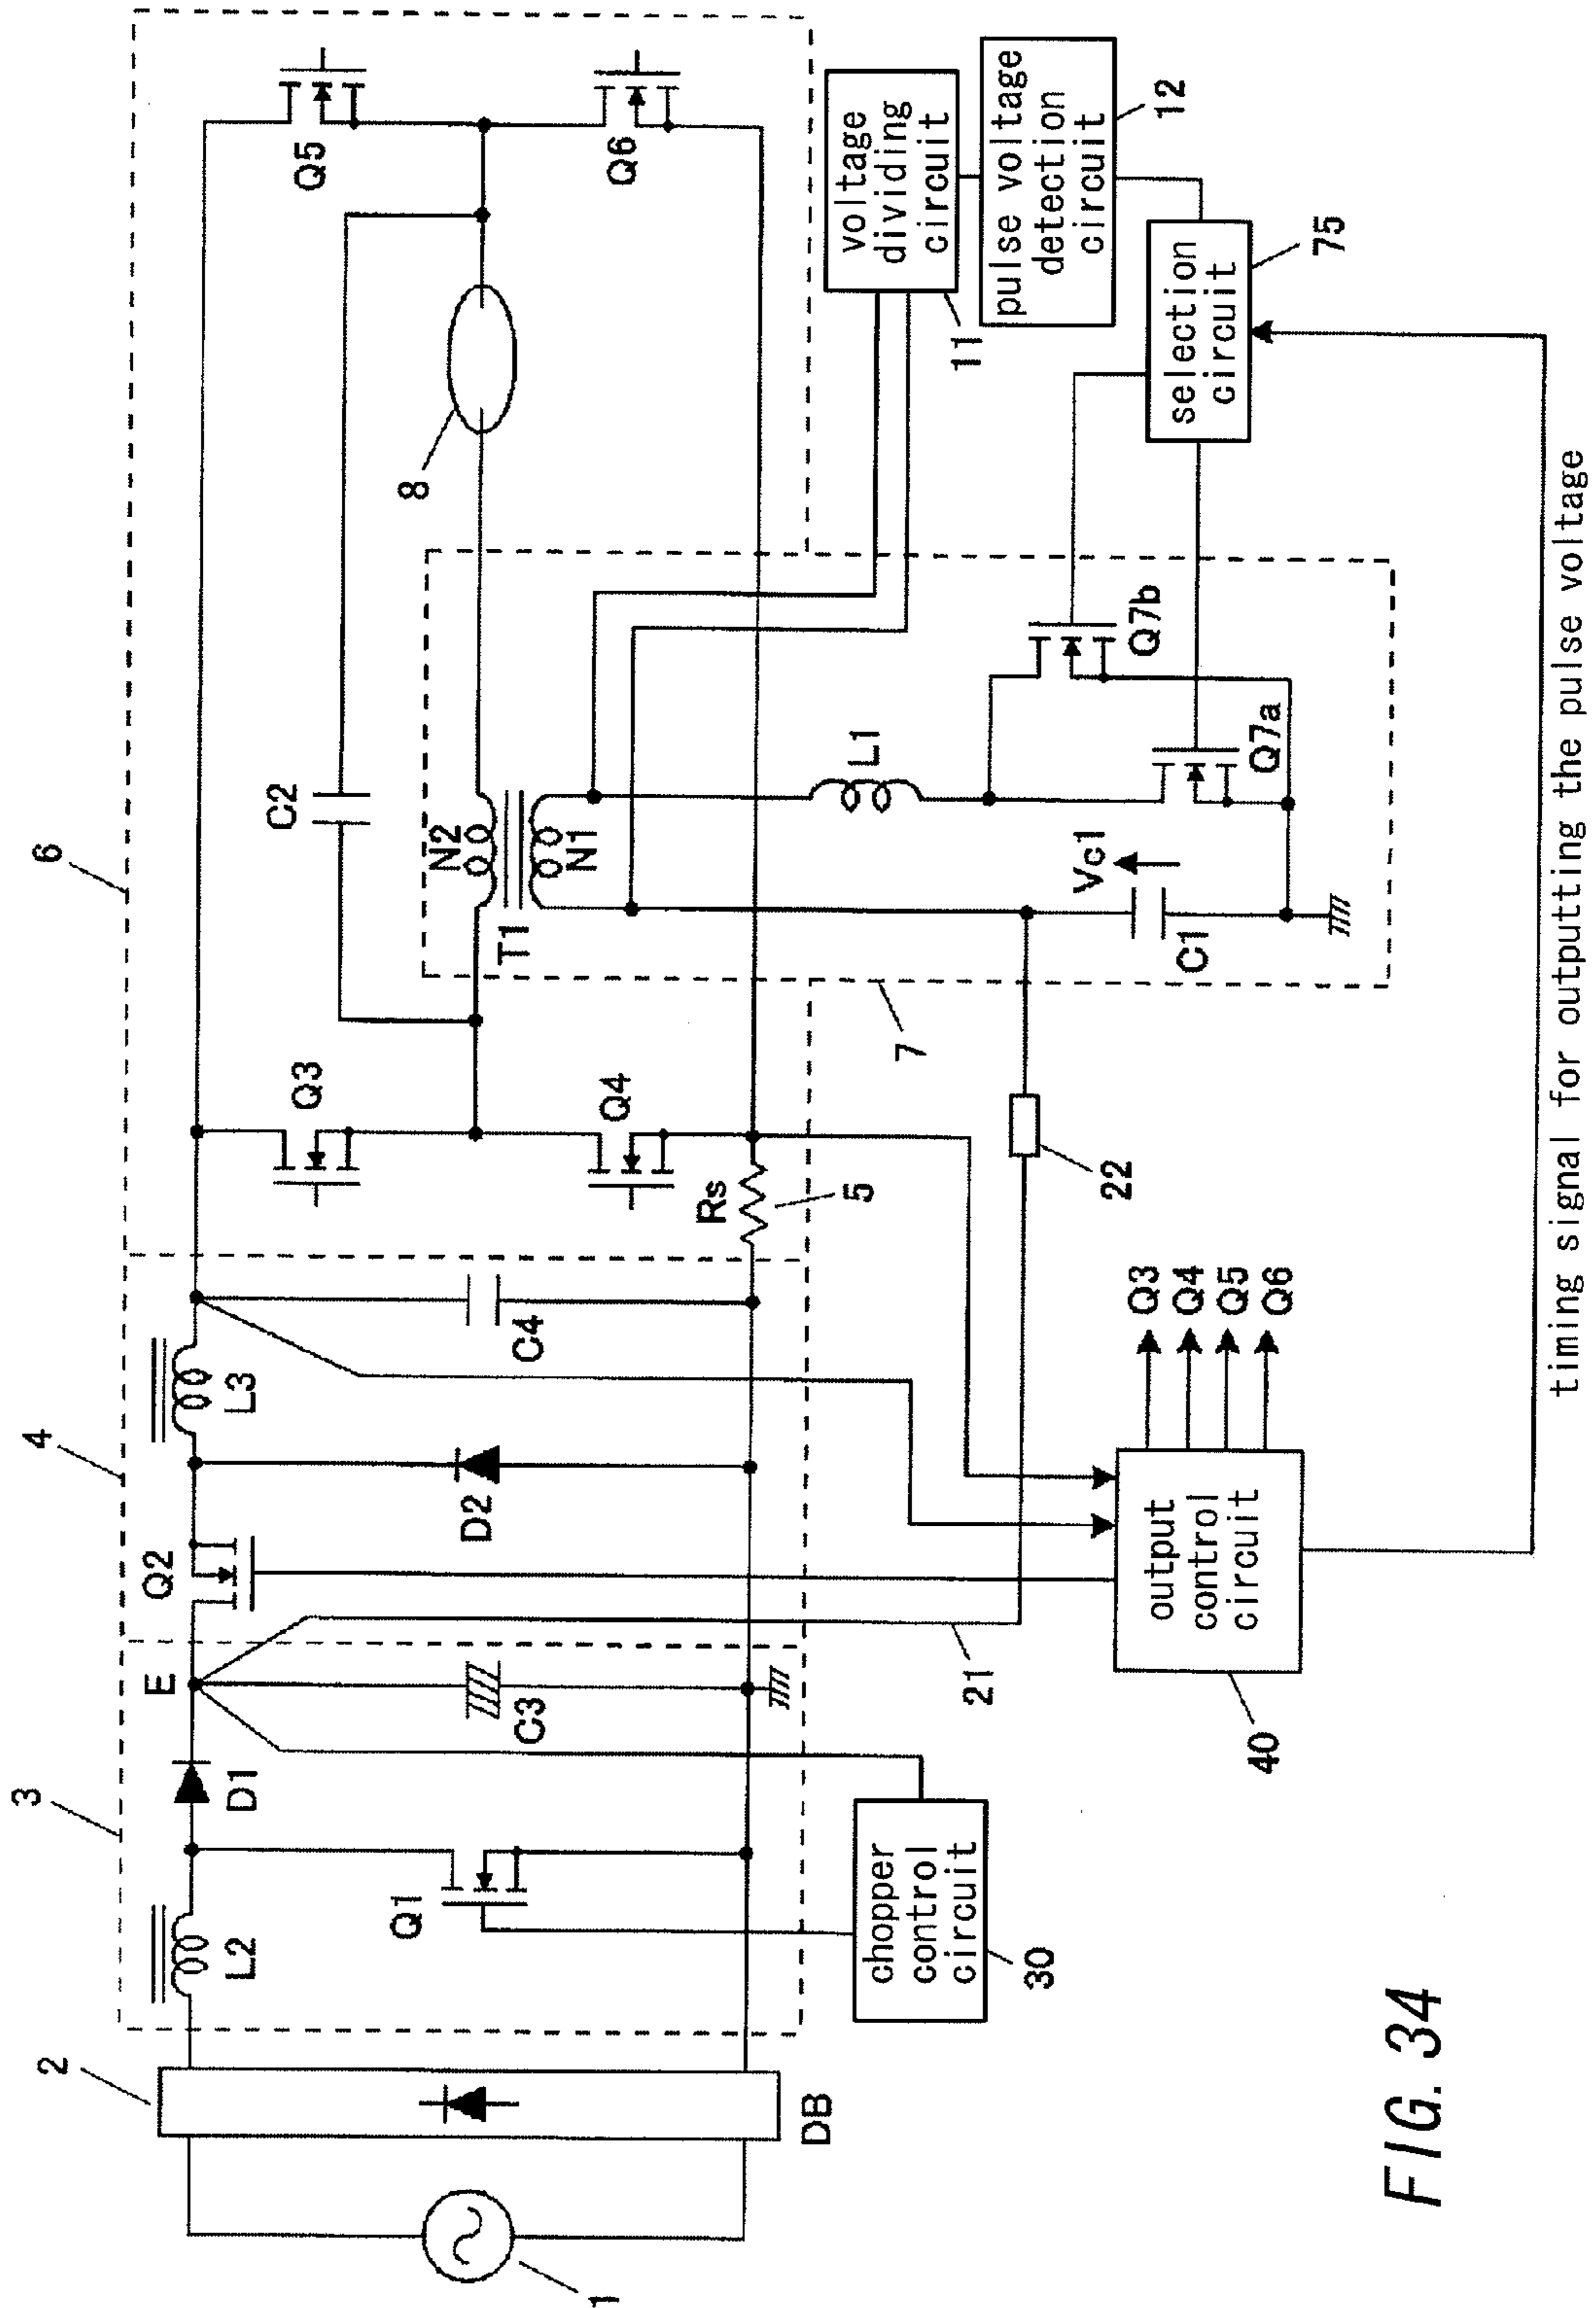 6
4
3
2
1
DB
L2
Q1
D1
E
C3
Q2
D2
L3
C4
Rs
5
Q3
Q4
C2
T1
N2
N1
8
Q5
Q6
7
L1
Vc1
C1
Q7a
Q7b
voltage
dividing
circuit
11
pulse voltage
detection
circuit
12
selection
circuit
75
22
21
chopper
control
circuit
30
output
control
circuit
40
Q3
Q4
Q5
Q6
timing signal for outputting the pulse voltage
FIG. 34